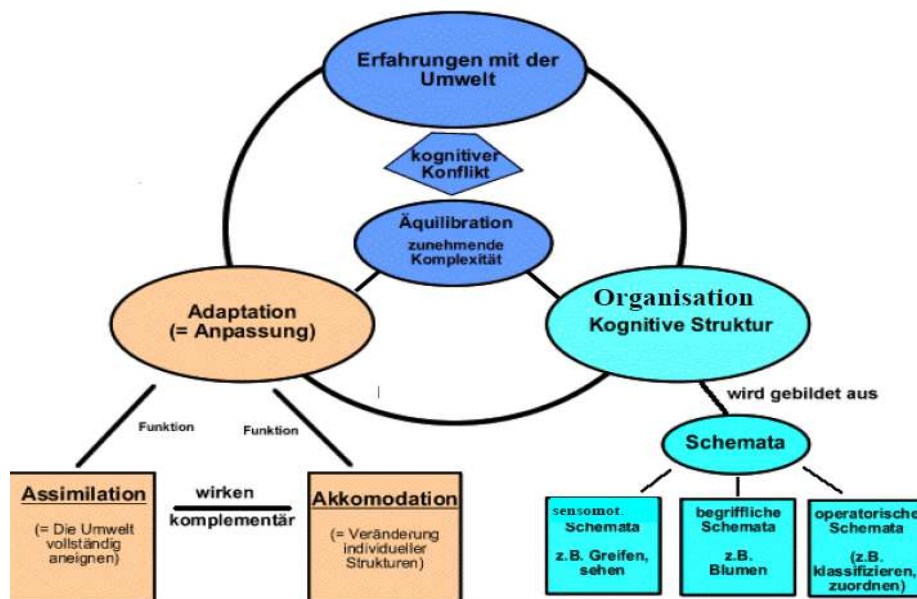 Erfahrungen mit der
Umwelt
kognitiver
Konflikt
Äquilibration
zunehmende
Komplexität
Adaptation
(= Anpassung)
Organisation
Kognitive Struktur
wird gebildet aus
Funktion
Funktion
Schemata
Assimilation
(= Die Umwelt
vollständig
aneignen)
wirken
komplementär
Akkomodation
(= Veränderung
individueller
Strukturen)
sensomot.
Schemata
z.B. Greifen,
sehen
begriffliche
Schemata
z.B.
Blumen
operatorische
Schemata
(z.B.
klassifizieren,
zuordnen)